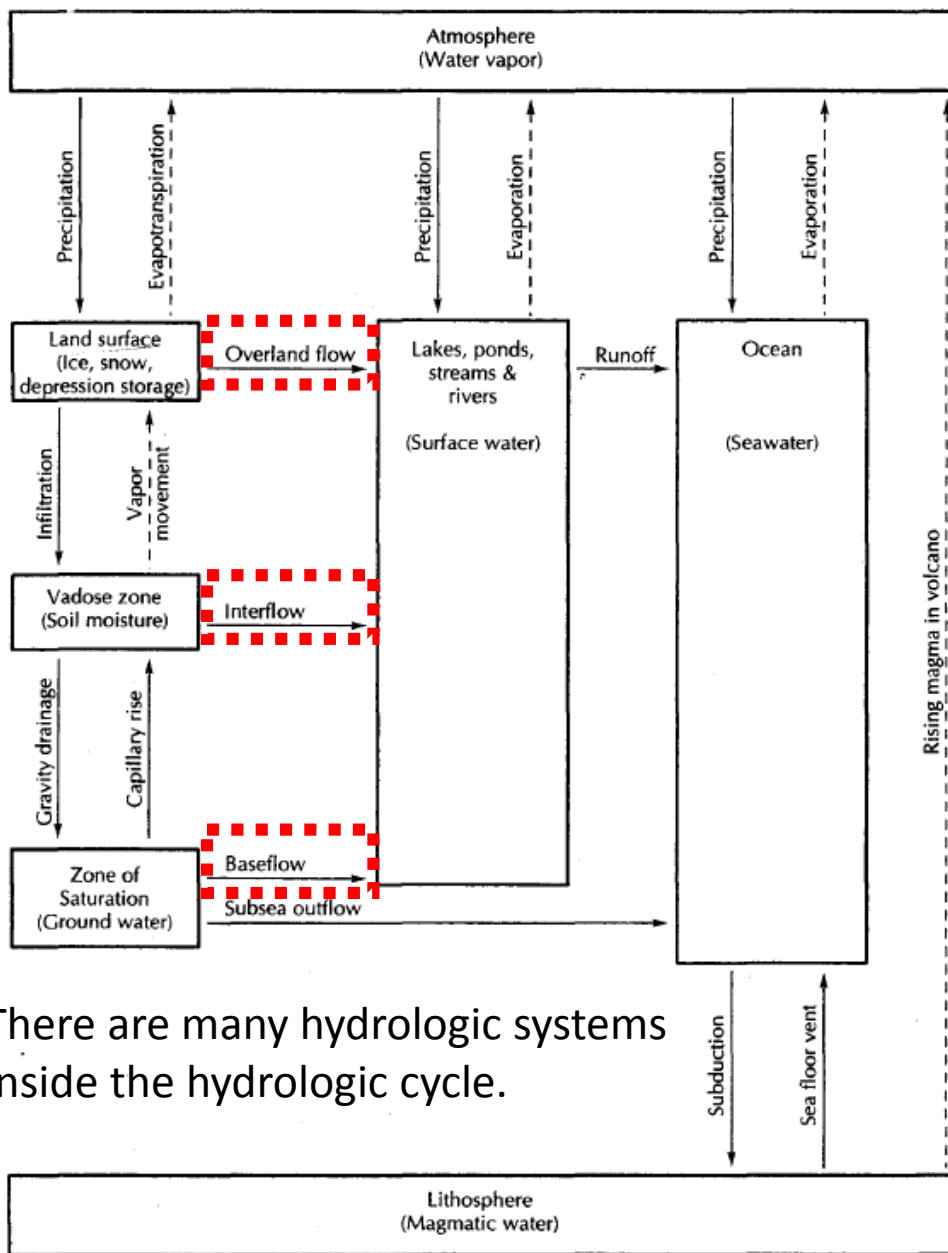 Atmosphere
(Water vapor)
Precipitation
Evapotranspiration
Precipitation
Evaporation
Precipitation
Evaporation
Land surface
(Ice, snow,
depression storage)
Overland flow
Lakes, ponds,
streams &
rivers
(Surface water)
Runoff
Ocean
(Seawater)
Infiltration
Vapor
movement
Rising magma in volcano
Vadose zone
(Soil moisture)
Interflow
Gravity drainage
Capillary rise
Zone of
Saturation
(Ground water)
Baseflow
Subsea outflow
There are many hydrologic systems
inside the hydrologic cycle.
Subduction
Sea floor vent
Lithosphere
(Magmatic water)